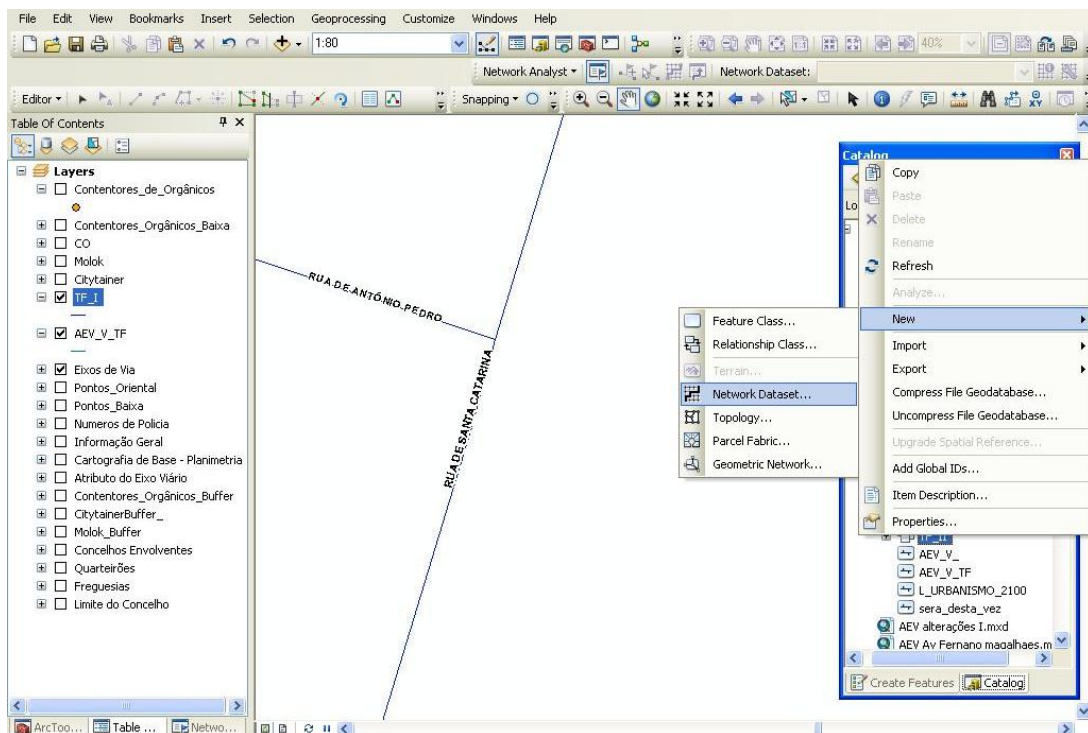 File Edit View Bookmarks Insert Selection Geoprocessing Customize Windows Help
1:80
40%
Network Analyst
Network Dataset:
Editor
Snapping
Table Of Contents
Layers
Contentores_de_Orgânicos
Contentores_Orgânicos_Baixa
CO
Molok
Citytainer
TF_I
AEV_V_TF
Eixos de Via
Pontos_Oriental
Pontos_Baixa
Numeros de Policia
Informação Geral
Cartografia de Base - Planimetria
Atributo do Eixo Viário
Contentores_Orgânicos_Buffer
CitytainerBuffer_
Molok_Buffer
Concelhos Envolventes
Quarteirões
Freguesias
Limite do Concelho
ArcToo...
Table ...
Netwo...
RUA DE ANTÓNIO PEDRO
RUA DE SANTA CATARINA
Feature Class...
Relationship Class...
Terrain...
Network Dataset...
Topology...
Parcel Fabric...
Geometric Network...
Catalog
Lo
Copy
Paste
Delete
Rename
Refresh
Analyze...
New
Import
Export
Compress File Geodatabase...
Uncompress File Geodatabase...
Upgrade Spatial Reference...
Add Global IDs...
Item Description...
Properties...
AEV_V_
AEV_V_TF
L_URBANISMO_2100
sera_desta_vez
AEV alterações I.mxd
AEV Av Fernano magalhaes.m
Create Features
Catalog